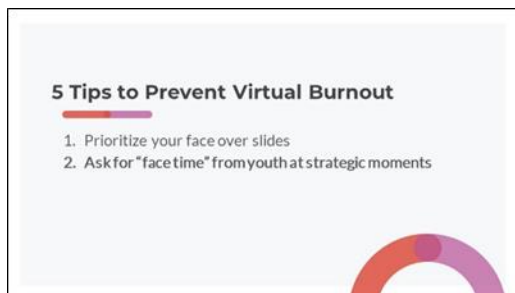 5 Tips to Prevent Virtual Burnout
1. Prioritize your face over slides
2. Ask for “face time” from youth at strategic moments